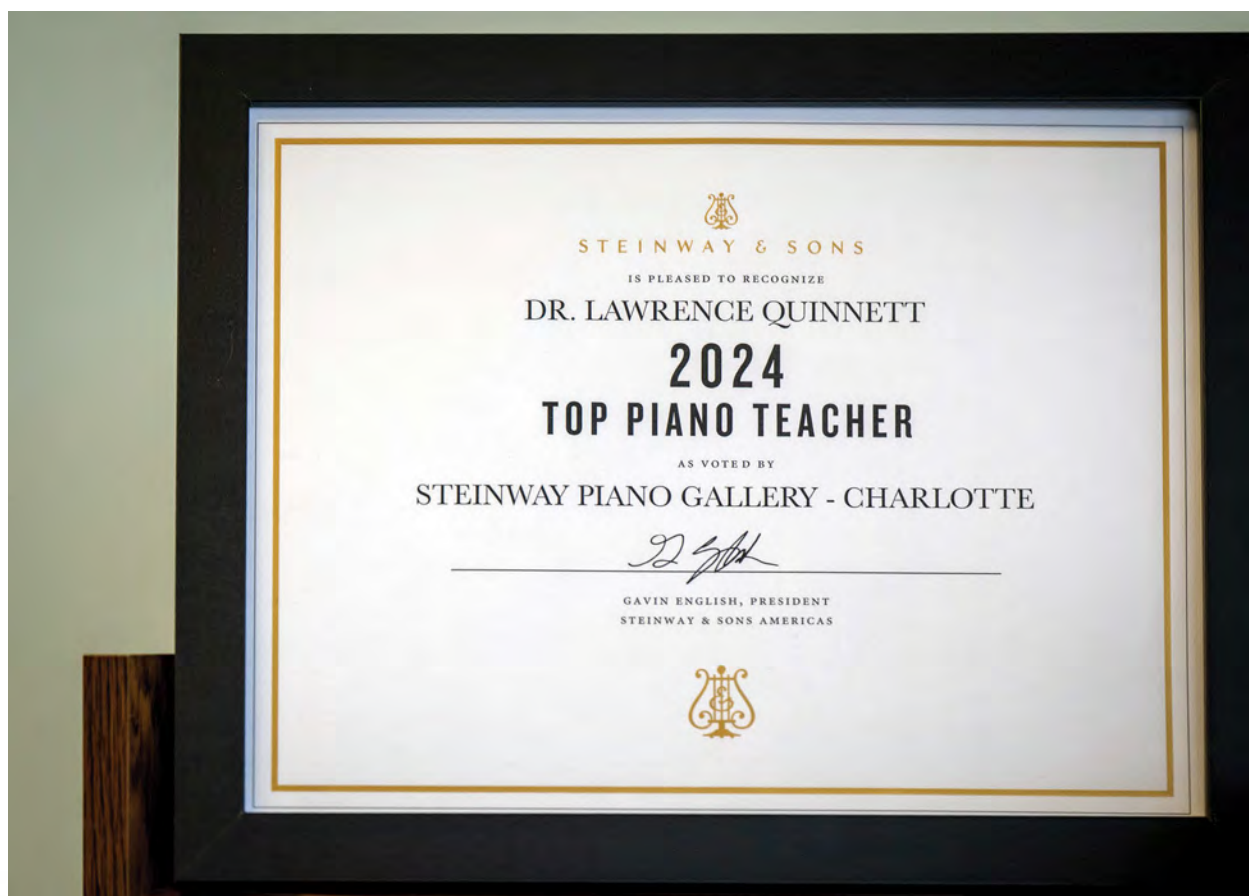 STEINWAY & SONS
IS PLEASED TO RECOGNIZE
DR. LAWRENCE QUINNETT
2024
TOP PIANO TEACHER
AS VOTED BY
STEINWAY PIANO GALLERY - CHARLOTTE
GAVIN ENGLISH, PRESIDENT
STEINWAY & SONS AMERICAS